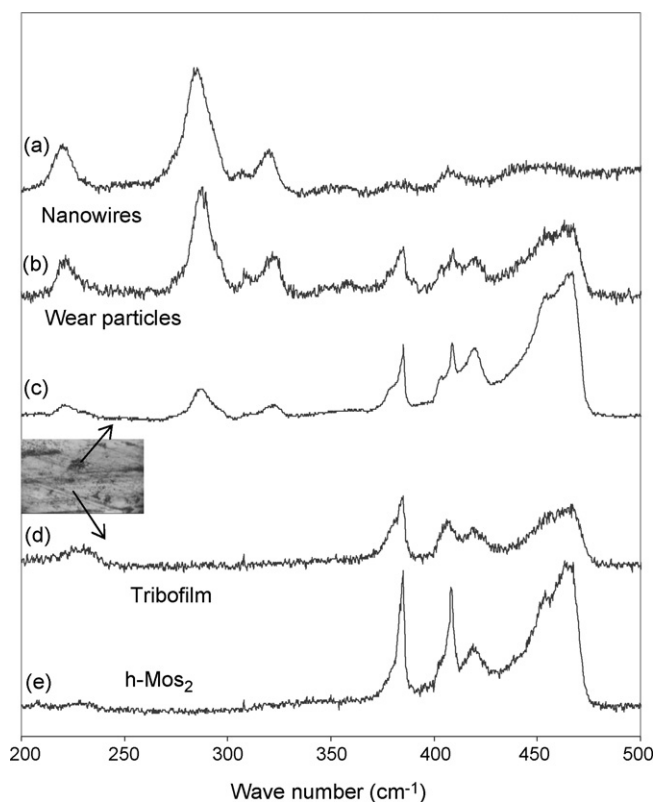 (a)
Nanowires
(b)
Wear particles
(c)
(d)
Tribofilm
h-Mos₂
(e)
200 250 300 350 400 450 500
Wave number (cm⁻¹)